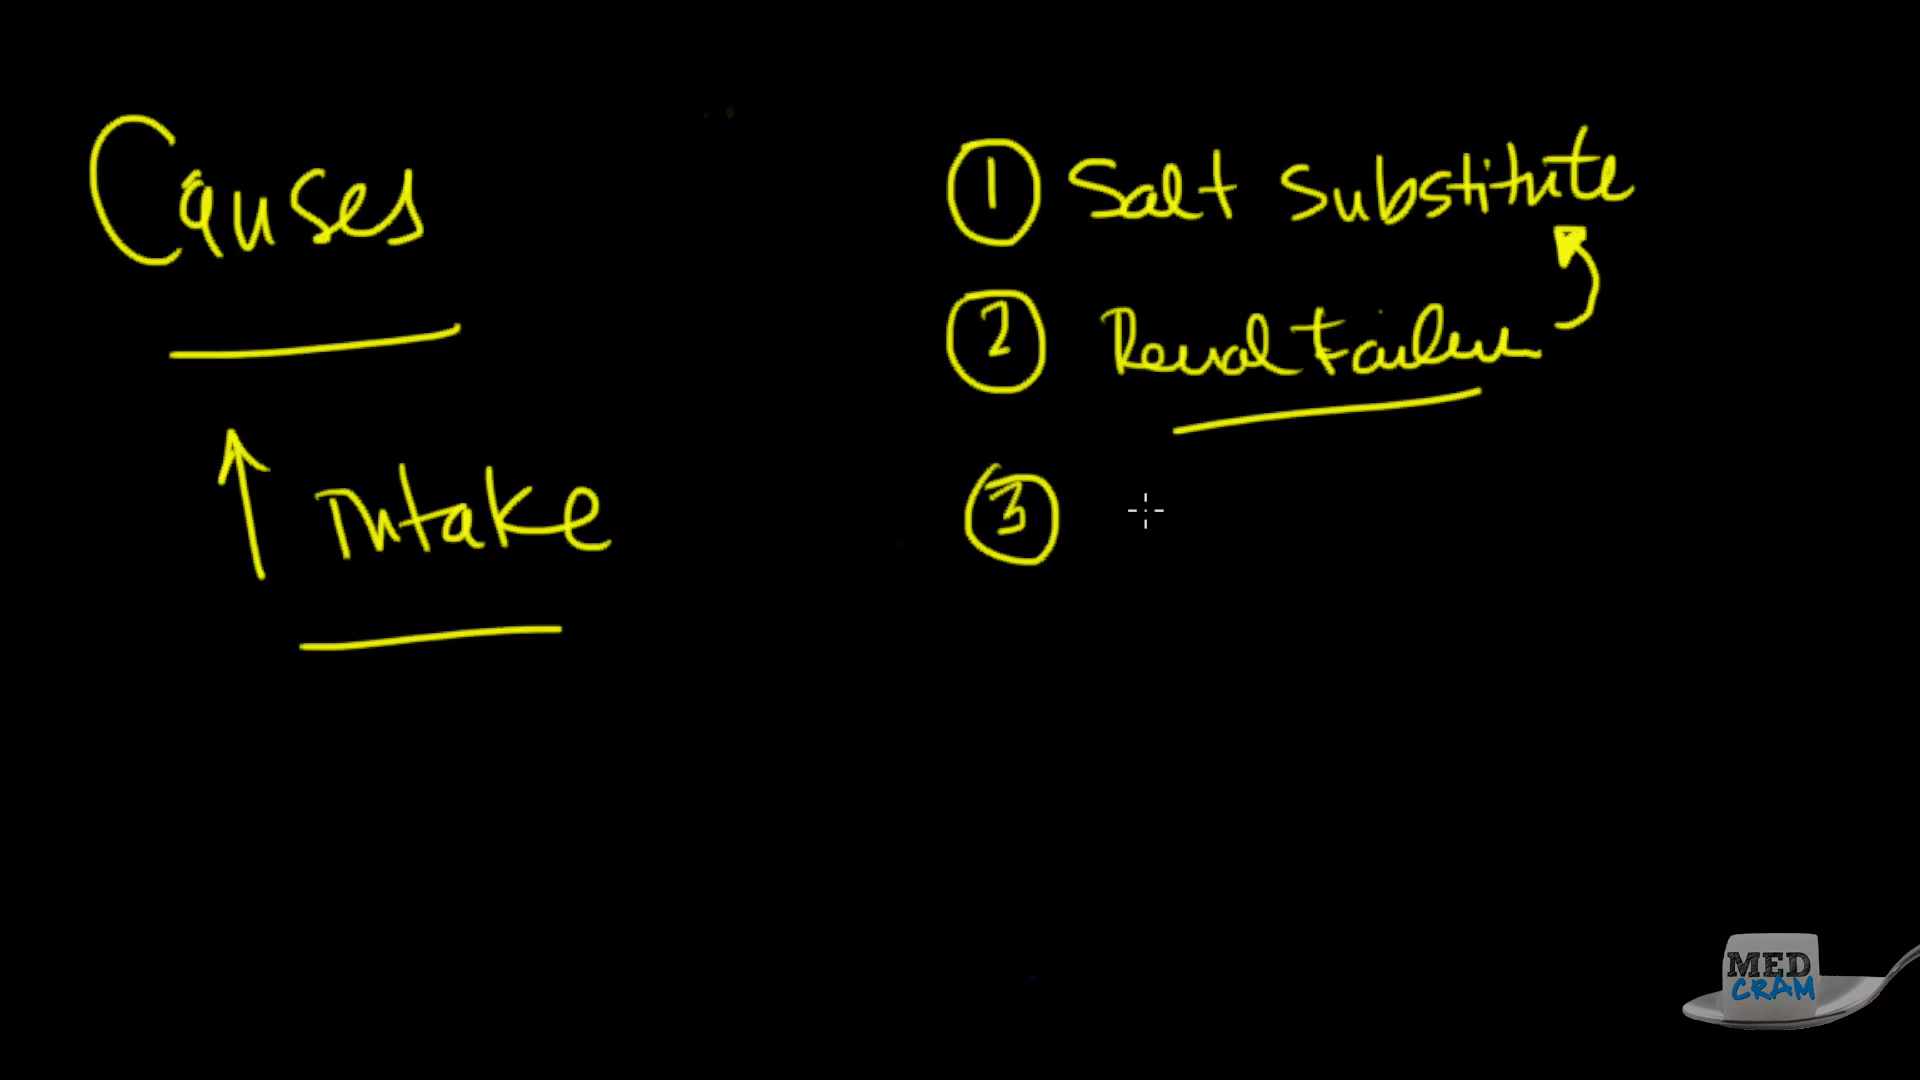 Causes
↑ Intake
① Salt Substitute
② Renal Failure
③
MED
CRAM